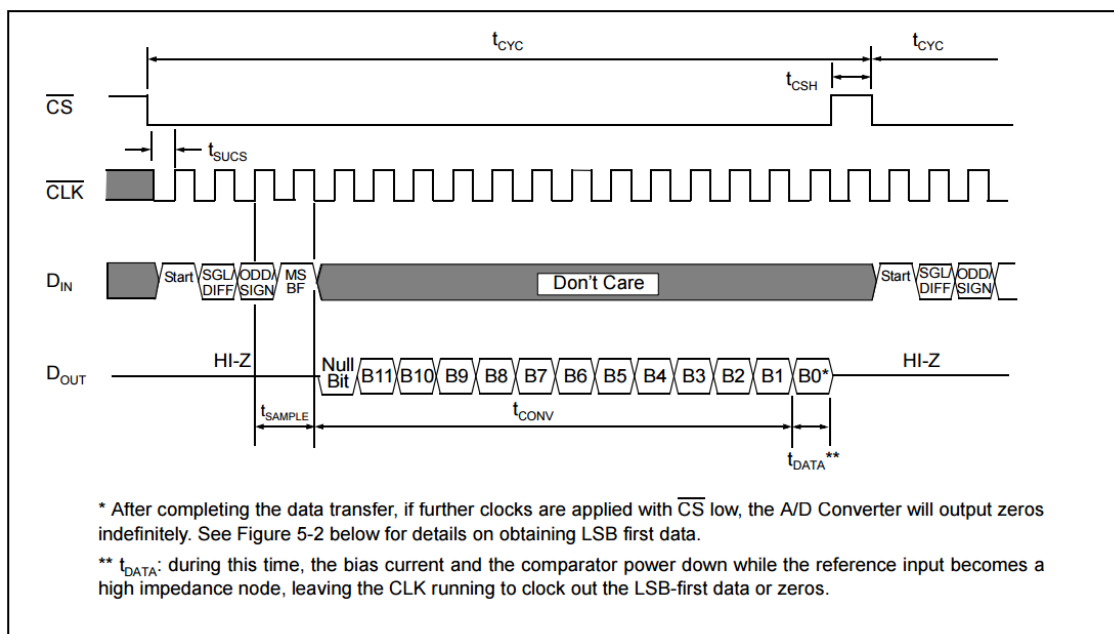 tCYC tCYC
tCSH
CS
tSUCS
CLK
DIN Start SGL/ DIFF ODD/ SIGN MS BF Don't Care Start SGL/ DIFF ODD/ SIGN
HI-Z HI-Z
DOUT Null Bit B11 B10 B9 B8 B7 B6 B5 B4 B3 B2 B1 B0*
tSAMPLE tCONV
tDATA**
* After completing the data transfer, if further clocks are applied with CS low, the A/D Converter will output zeros
indefinitely. See Figure 5-2 below for details on obtaining LSB first data.
** tDATA: during this time, the bias current and the comparator power down while the reference input becomes a
high impedance node, leaving the CLK running to clock out the LSB-first data or zeros.